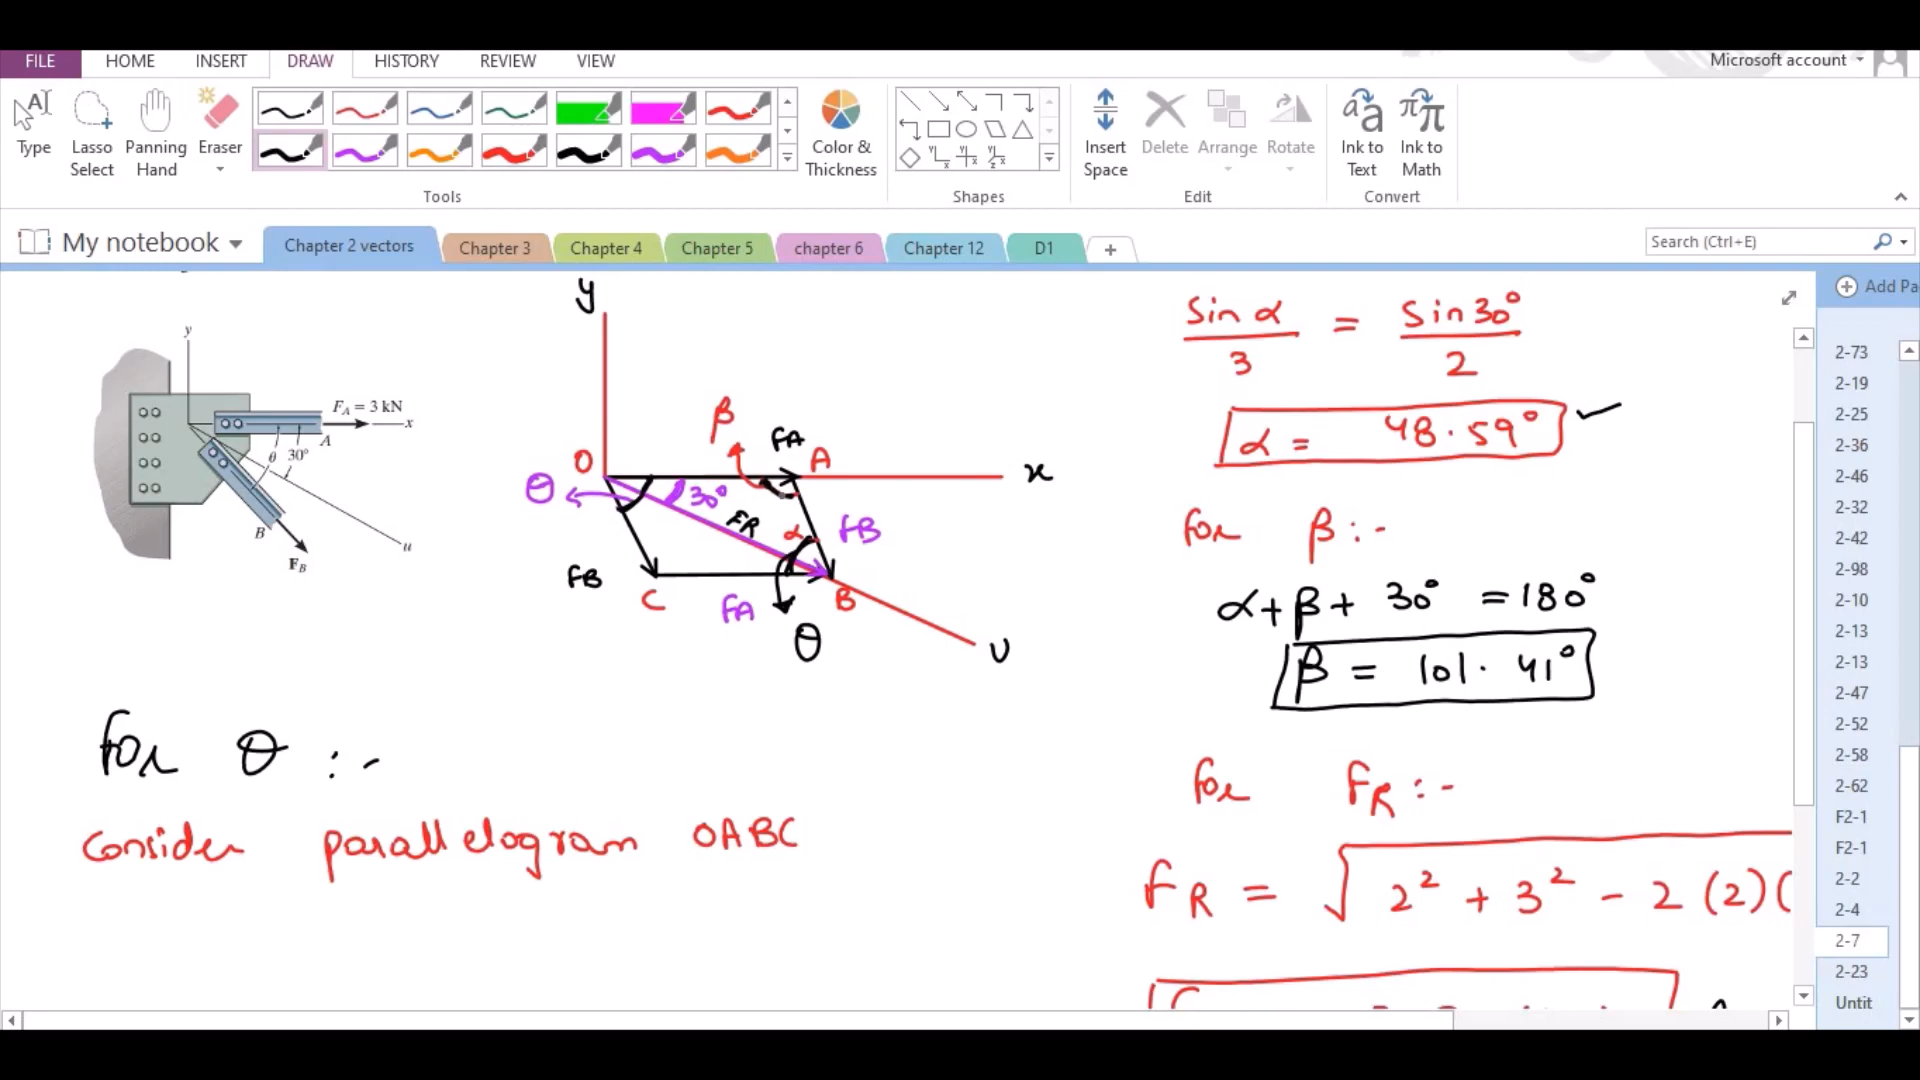 Microsoft account
FILE HOME INSERT DRAW HISTORY REVIEW VIEW
Type
Lasso Select
Panning Hand
Eraser
Color & Thickness
Insert Space
Delete
Arrange
Rotate
Ink to Text
Ink to Math
Tools
Shapes
Edit
Convert
My notebook
Chapter 2 vectors
Chapter 3
Chapter 4
Chapter 5
chapter 6
Chapter 12
D1
Search (Ctrl+E)
Add Pa
2-73
2-19
2-25
2-36
2-46
2-32
2-42
2-98
2-10
2-13
2-13
2-47
2-52
2-58
2-62
F2-1
F2-1
2-2
2-4
2-7
2-23
Untit
y
F_A = 3 kN
x
A
θ 30°
B
u
F_B
y
β
FA
O
A
x
θ
30°
FR
α
FB
FB
C
FA
B
θ
u
For θ :-
Consider parallelogram OABC
sin α / 3 = sin 30° / 2
α = 48.59°
For β :-
α + β + 30° = 180°
β = 101.41°
For F_R :-
F_R = √ 2² + 3² - 2 (2)(